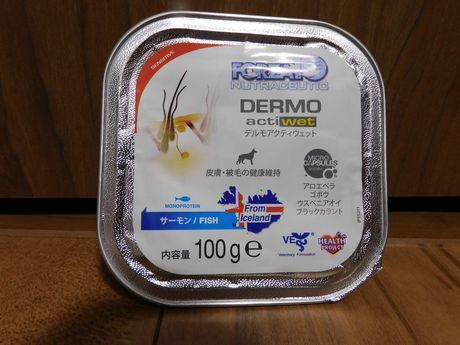 SENSITIVE
FORZA10
NUTRACEUTIC
DERMO
actiwet
デルモアクティウェット
皮膚・被毛の健康維持
MICRO
CAPSULES
アロエベラ
ゴボウ
ウスベニアオイ
ブラックカラント
MONOPROTEIN
サーモン / FISH
From
Iceland
内容量 100g e
Veterinary Formulation
HEALTH
PROJECT